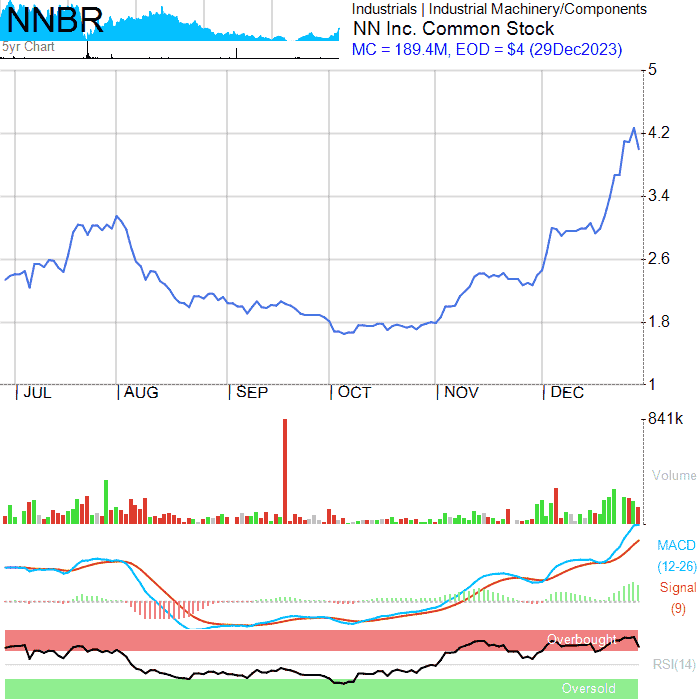 NNBR
5yr Chart
Industrials | Industrial Machinery/Components
NN Inc. Common Stock
MC = 189.4M, EOD = $4 (29Dec2023)
5
4.2
3.4
2.6
1.8
1
JUL AUG SEP OCT NOV DEC
841k
Volume
MACD
(12-26)
Signal
(9)
Overbought
RSI(14)
Oversold